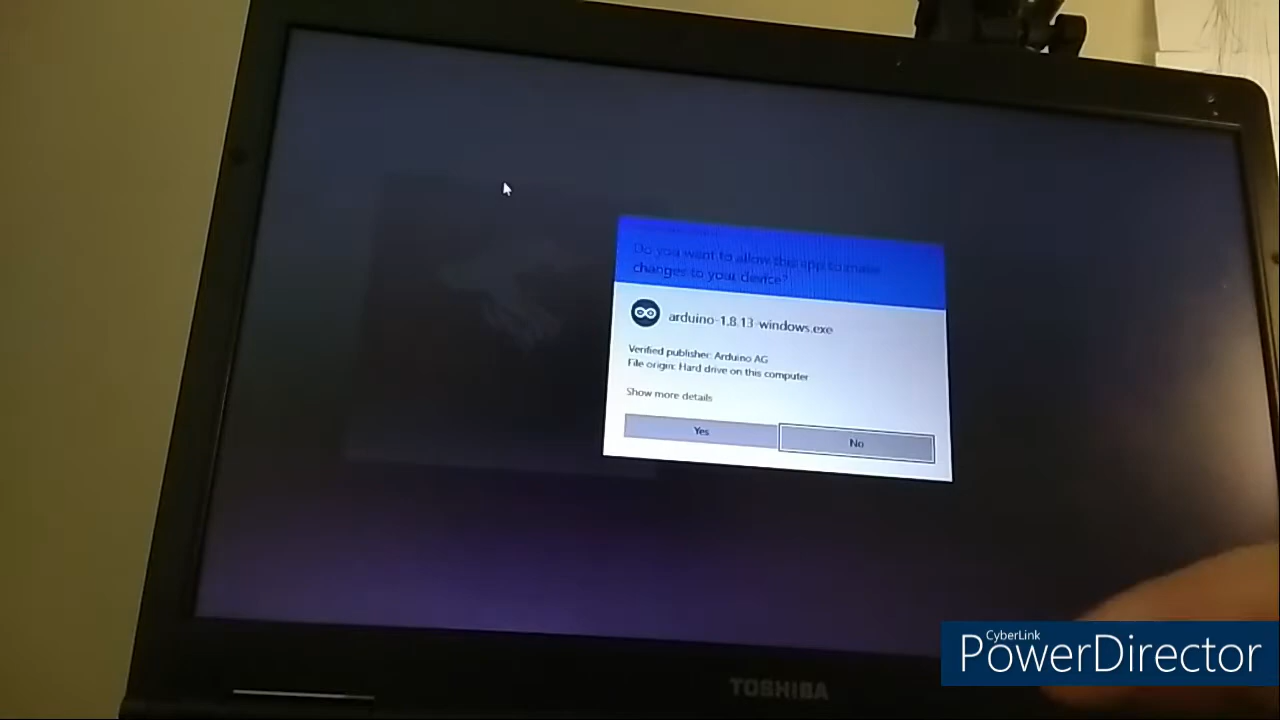 Do you want to allow this app to make
changes to your device?
arduino-1.8.13-windows.exe
Verified publisher: Arduino AG
File origin: Hard drive on this computer
Show more details
Yes
No
TOSHIBA
CyberLink
PowerDirector